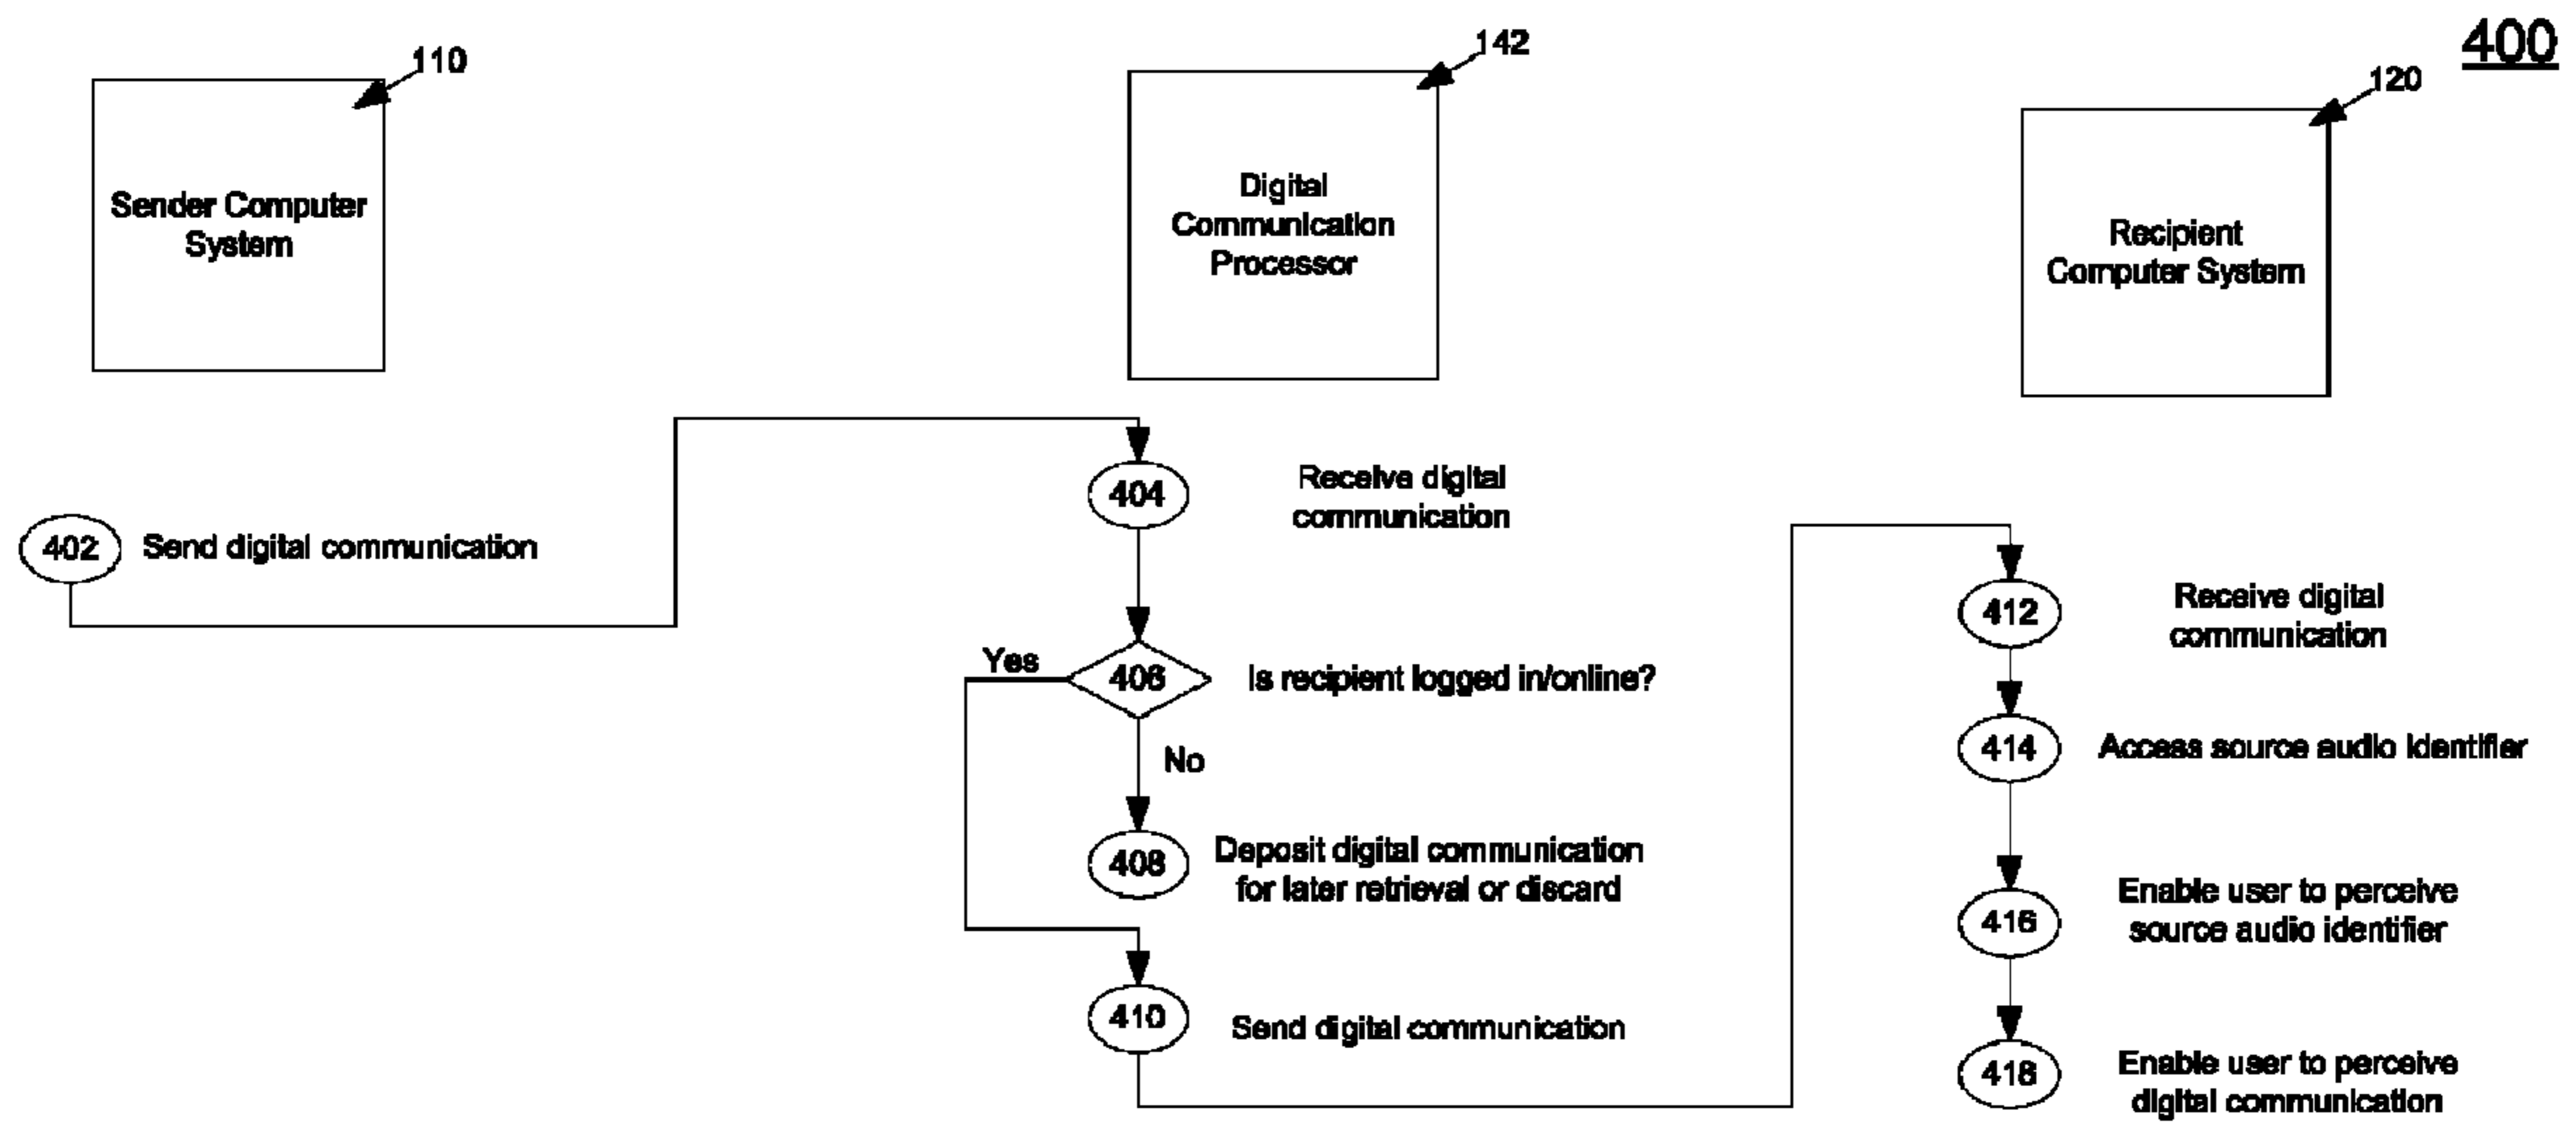 400
110
Sender Computer
System
142
Digital
Communication
Processor
120
Recipient
Computer System
402
Send digital communication
404
Receive digital
communication
Yes
406
Is recipient logged in/online?
No
408
Deposit digital communication
for later retrieval or discard
410
Send digital communication
412
Receive digital
communication
414
Access source audio identifier
416
Enable user to perceive
source audio identifier
418
Enable user to perceive
digital communication